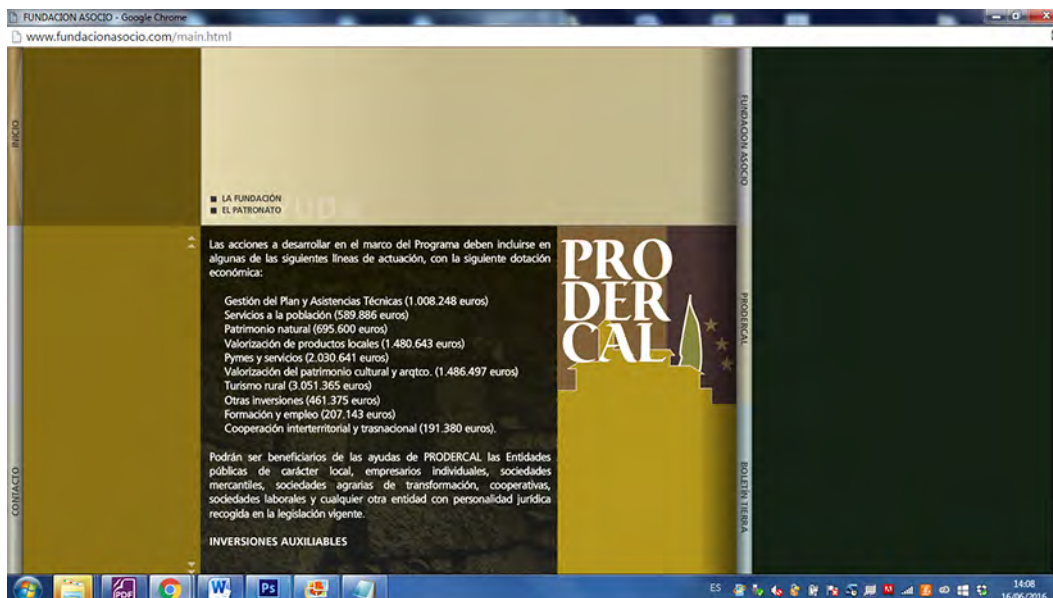 FUNDACION ASOCIO - Google Chrome
www.fundacionasocio.com/main.html
INICIO
CONTACTO
LA FUNDACIÓN
EL PATRONATO
Las acciones a desarrollar en el marco del Programa deben incluirse en
algunas de las siguientes líneas de actuación, con la siguiente dotación
económica:
Gestión del Plan y Asistencias Técnicas (1.008.248 euros)
Servicios a la población (589.886 euros)
Patrimonio natural (695.600 euros)
Valorización de productos locales (1.480.643 euros)
Pymes y servicios (2.030.641 euros)
Valorización del patrimonio cultural y arqtco. (1.486.497 euros)
Turismo rural (3.051.365 euros)
Otras inversiones (461.375 euros)
Formación y empleo (207.143 euros)
Cooperación interterritorial y trasnacional (191.380 euros).
Podrán ser beneficiarios de las ayudas de PRODERCAL las Entidades
públicas de carácter local, empresarios individuales, sociedades
mercantiles, sociedades agrarias de transformación, cooperativas,
sociedades laborales y cualquier otra entidad con personalidad jurídica
recogida en la legislación vigente.
INVERSIONES AUXILIABLES
PRO
DER
CAL
FUNDACION ASOCIO
PRODERCAL
BOLETÍN TIERRA
PDF
W
Ps
ES
14:08
16/06/2016